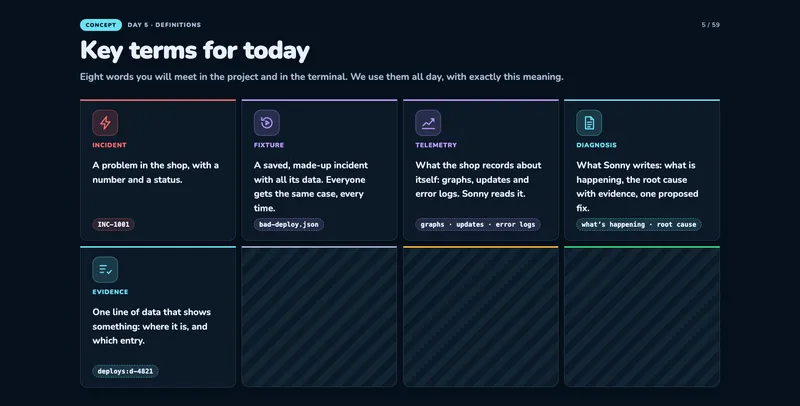 CONCEPT DAY 5 · DEFINITIONS 5 / 59
Key terms for today
Eight words you will meet in the project and in the terminal. We use them all day, with exactly this meaning.
INCIDENT
A problem in the shop, with a
number and a status.
INC-1001
FIXTURE
A saved, made-up incident
with all its data. Everyone
gets the same case, every
time.
bad-deploy.json
TELEMETRY
What the shop records about
itself: graphs, updates and
error logs. Sonny reads it.
graphs · updates · error logs
DIAGNOSIS
What Sonny writes: what is
happening, the root cause
with evidence, one proposed
fix.
what's happening · root cause
EVIDENCE
One line of data that shows
something: where it is, and
which entry.
deploys:d-4821